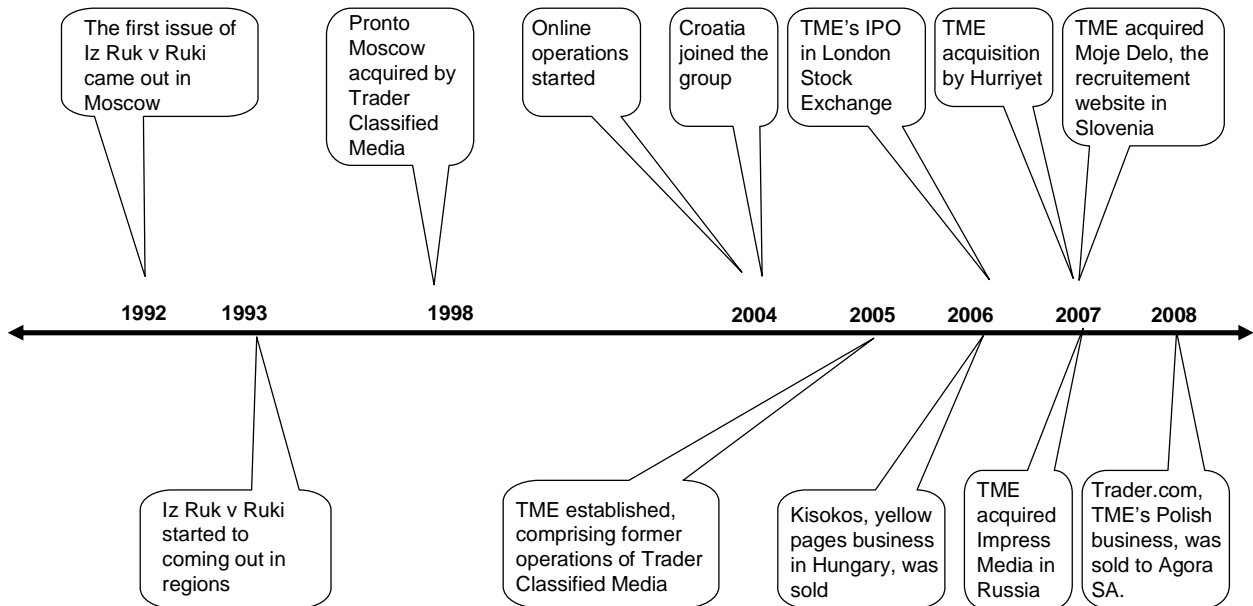 The first issue of
Iz Ruk v Ruki
came out in
Moscow
Pronto
Moscow
acquired by
Trader
Classified
Media
Online
operations
started
Croatia
joined the
group
TME's IPO
in London
Stock
Exchange
TME
acquisition
by Hurriyet
TME acquired
Moje Delo, the
recruitement
website in
Slovenia
1992
1993
1998
2004
2005
2006
2007
2008
Iz Ruk v Ruki
started to
coming out in
regions
TME established,
comprising former
operations of Trader
Classified Media
Kisokos, yellow
pages business
in Hungary, was
sold
TME
acquired
Impress
Media in
Russia
Trader.com,
TME's Polish
business, was
sold to Agora
SA.